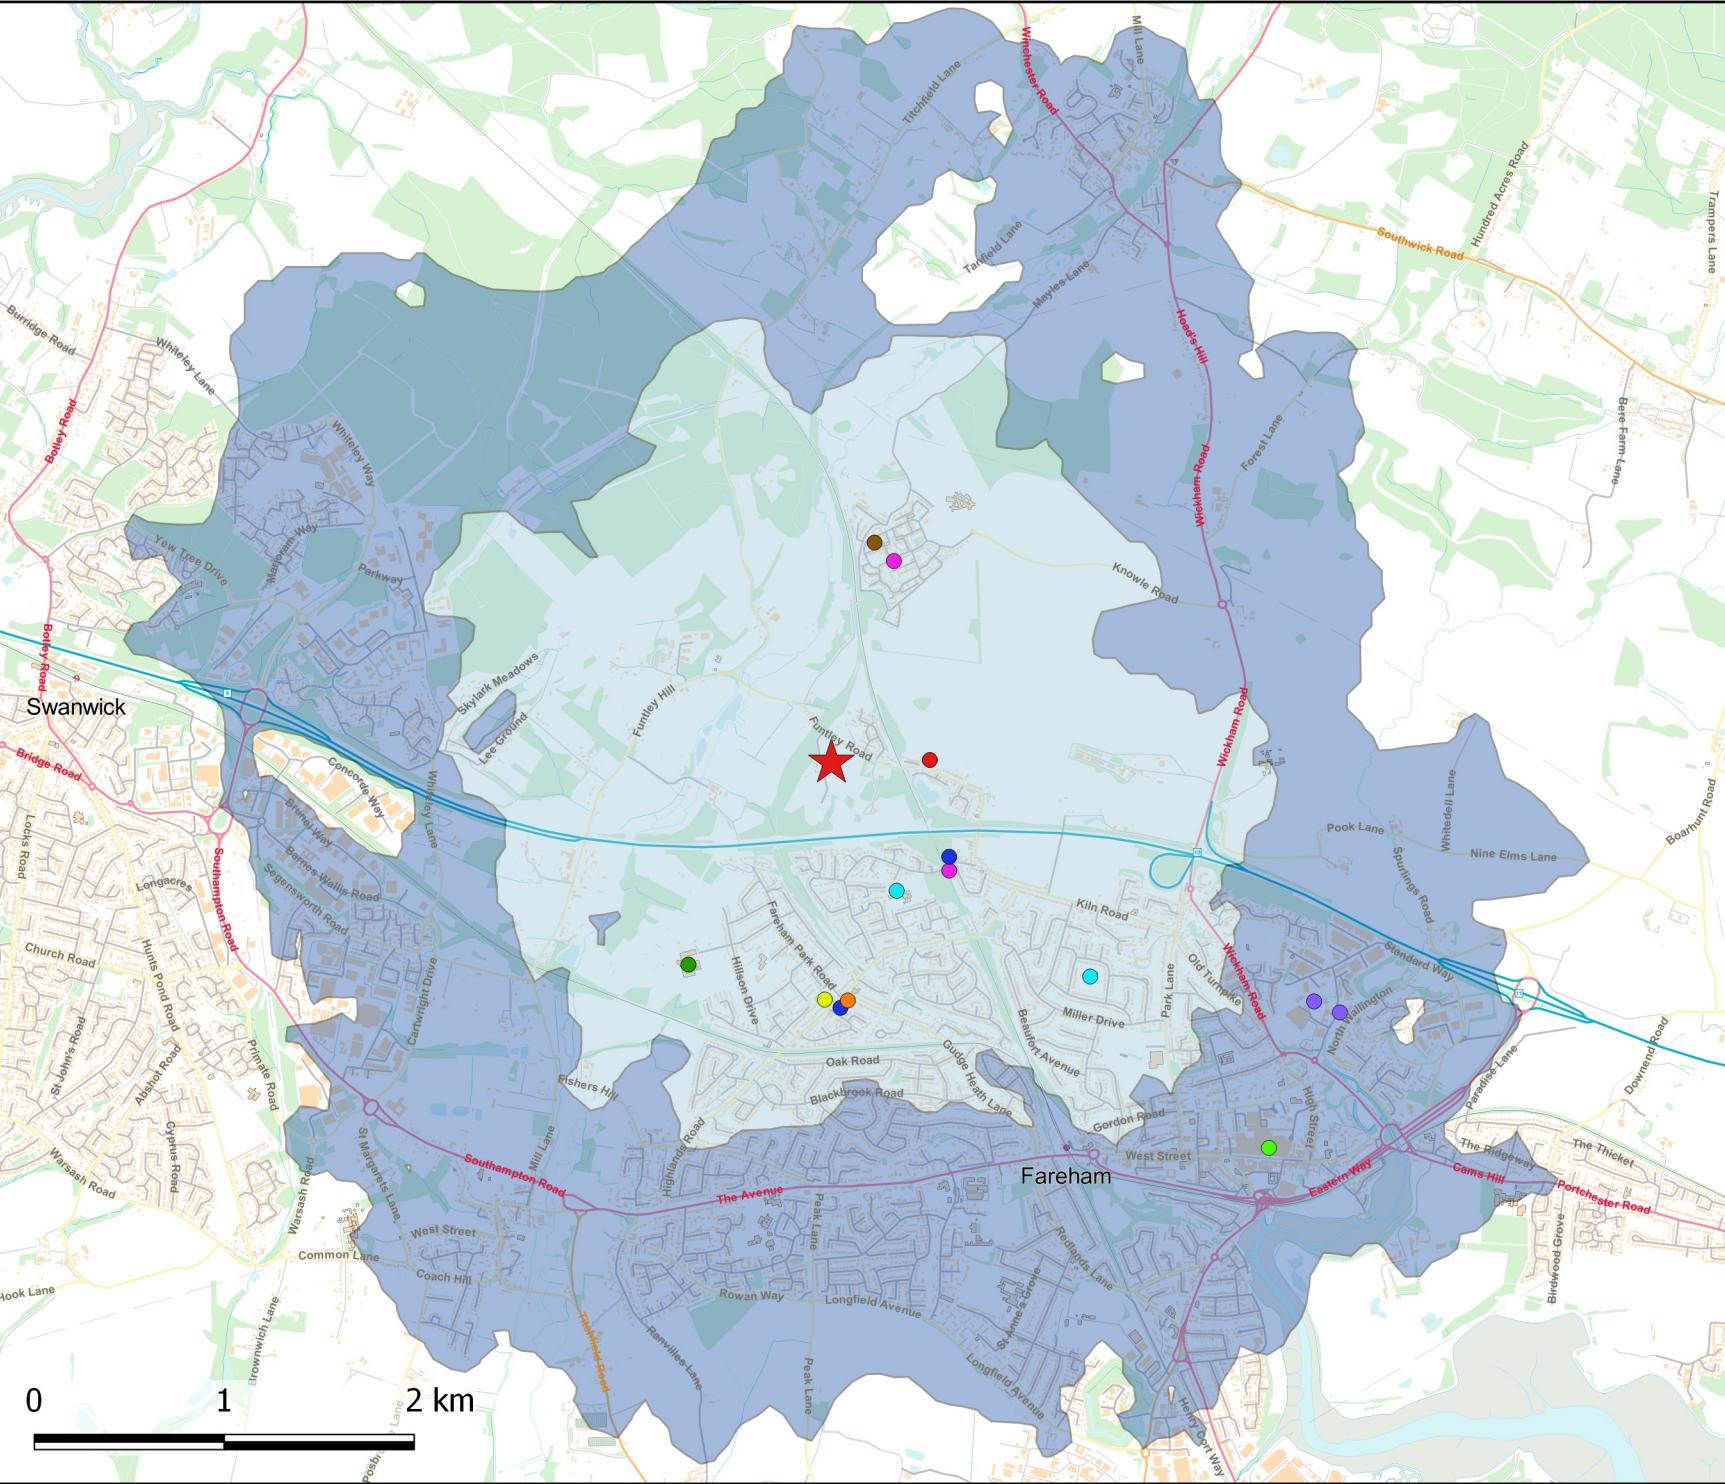 Winchester Road
Mill Lane
Titchfield Lane
Hundred Acres Road
Trampers Lane
Southwick Road
Tanfield Lane
Mayles Lane
Burridge Road
Whiteley Lane
Hoad's Hill
Botley Road
Whiteley Way
Forest Lane
Bere Farm Lane
Wickham Road
Marjoram Way
Yew Tree Drive
Parkway
Knowle Road
Botley Road
Skylark Meadows
9
Swanwick
Funtley Hill
Lee Ground
Funtley Road
Wickham Road
Bridge Road
Concorde Way
Whiteley Lane
Whitedell Lane
Boarhunt Road
Brunel Way
Locks Road
Pook Lane
Nine Elms Lane
10
Barnes Wallis Road
Segensworth Road
Longacres
Southampton Road
Spurlings Road
Kiln Road
Fareham Park Road
Church Road
Hunts Pond Road
Hillson Drive
Park Lane
Old Turnpike
Wickham Road
Standard Way
11
Cartwright Drive
North Wallington
St John's Road
Abshot Road
Primate Road
Miller Drive
Beaufort Avenue
Oak Road
Gudge Heath Lane
Paradise Lane
Downend Road
Fishers Hill
Blackbrook Road
Gordon Road
High Street
Cyprus Road
Warsash Road
St Margarets Lane
Mill Lane
Highlands Road
West Street
The Ridgeway
The Thicket
Southampton Road
The Avenue
Fareham
Eastern Way
Cams Hill
Portchester Road
Warsash Road
Peak Lane
West Street
Common Lane
Redlands Lane
Birdwood Grove
Coach Hill
Hook Lane
Rowan Way
Longfield Avenue
St Anne's Grove
Brownwich Lane
Titchfield Road
Ranvilles Lane
Peak Lane
Longfield Avenue
Henry Cort Way
0 1 2 km